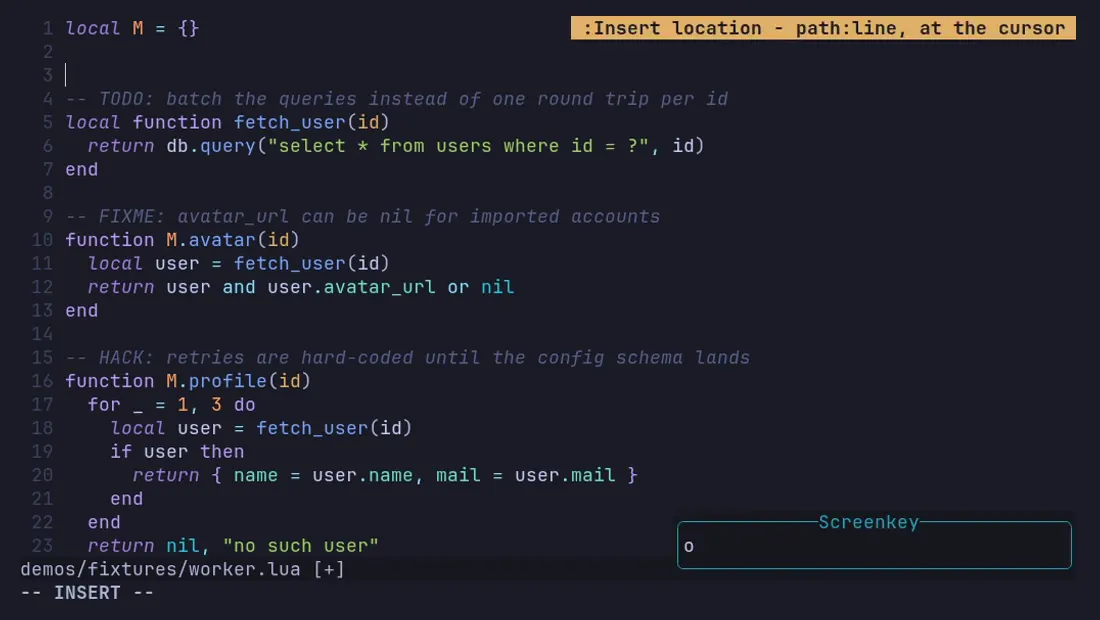 :Insert location - path:line, at the cursor
1 local M = {}
2
3
4 -- TODO: batch the queries instead of one round trip per id
5 local function fetch_user(id)
6   return db.query("select * from users where id = ?", id)
7 end
8
9 -- FIXME: avatar_url can be nil for imported accounts
10 function M.avatar(id)
11   local user = fetch_user(id)
12   return user and user.avatar_url or nil
13 end
14
15 -- HACK: retries are hard-coded until the config schema lands
16 function M.profile(id)
17   for _ = 1, 3 do
18     local user = fetch_user(id)
19     if user then
20       return { name = user.name, mail = user.mail }
21     end
22   end
23   return nil, "no such user"
Screenkey
o
demos/fixtures/worker.lua [+]
-- INSERT --